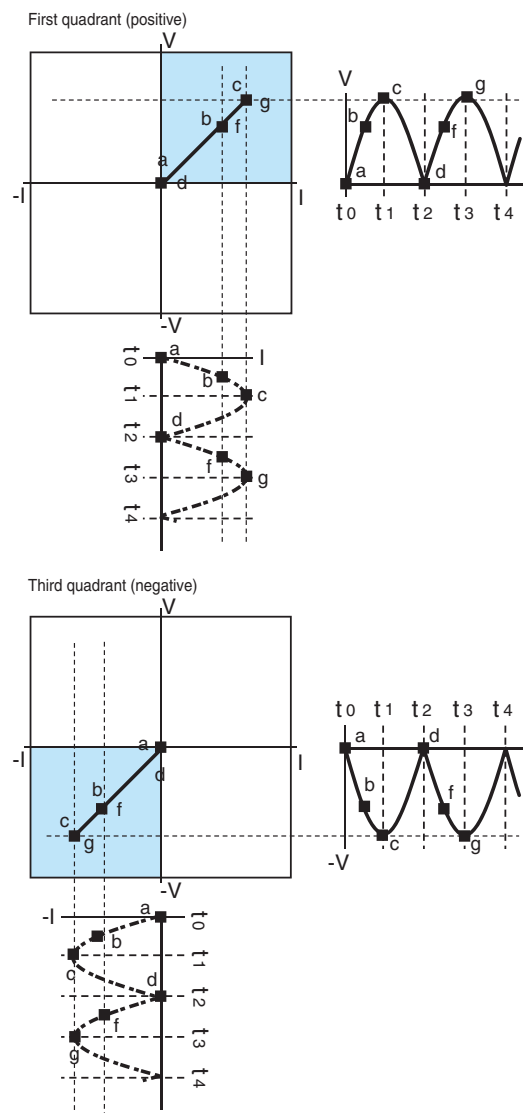 First quadrant (positive)
V
V
c
g
c
g
b
f
b
f
a
a
d
d
-I
I
t0 t1 t2 t3 t4
-V
t0
a
I
b
t1
c
d
t2
f
t3
g
t4
Third quadrant (negative)
V
t0 t1 t2 t3 t4
a
a
d
-I
I
d
b
f
b
f
c
g
c
g
-V
-V
-I
a
t0
b
t1
c
d
t2
f
t3
g
t4